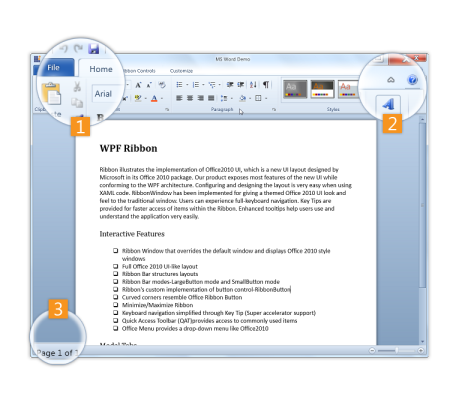 MS Word Demo
File
Home
Ribbon Controls
Customize
Arial
Paragraph
Styles
1
2
WPF Ribbon
Ribbon illustrates the implementation of Office2010 UI, which is a new UI layout designed by
Microsoft in its Office 2010 package. Our product exposes most features of the new UI while
conforming to the WPF architecture. Configuring and designing the layout is very easy when using
XAML code. RibbonWindow has been implemented for giving a themed Office 2010 UI look and
feel to the traditional window. Users can experience full-keyboard navigation. Key Tips are
provided for faster access of items within the Ribbon. Enhanced tooltips help users use and
understand the application very easily.
Interactive Features
Ribbon Window that overrides the default window and displays Office 2010 style
windows
Full Office 2010 UI-like layout
Ribbon Bar structures layouts
Ribbon Bar modes-LargeButton mode and SmallButton mode
Ribbon's custom implementation of button control-RibbonButton
Curved corners resemble Office Ribbon Button
Minimize/Maximize Ribbon
Keyboard navigation simplified through Key Tip (Super accelerator support)
Quick Access Toolbar (QAT)provides access to commonly used items
Office Menu provides a drop-down menu like Office2010
3
Page 1 of